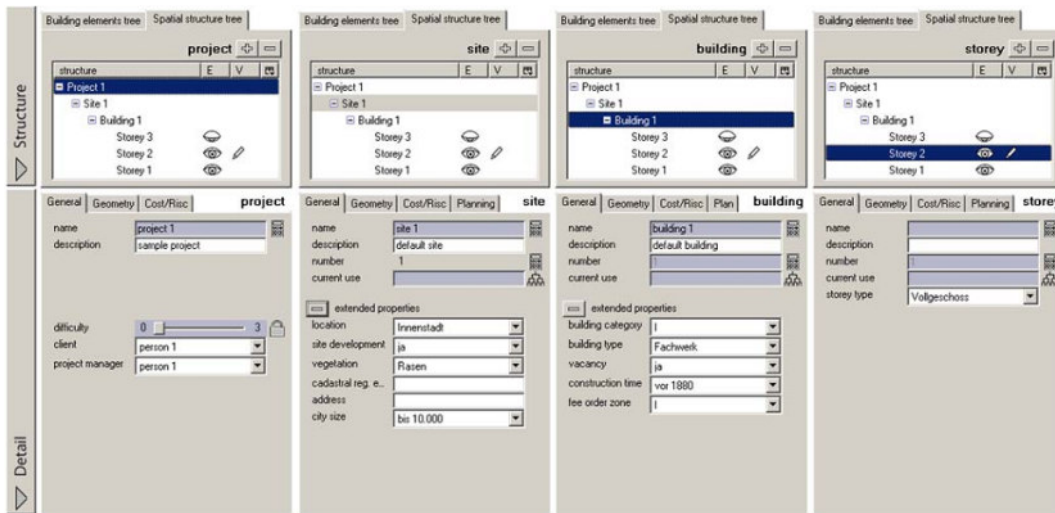 Structure
Building elements tree Spatial structure tree
project
structure E V
Project 1
Site 1
Building 1
Storey 3
Storey 2
Storey 1
Building elements tree Spatial structure tree
site
structure E V
Project 1
Site 1
Building 1
Storey 3
Storey 2
Storey 1
Building elements tree Spatial structure tree
building
structure E V
Project 1
Site 1
Building 1
Storey 3
Storey 2
Storey 1
Building elements tree Spatial structure tree
storey
structure E V
Project 1
Site 1
Building 1
Storey 3
Storey 2
Storey 1
Detail
General Geometry Cost/Risc project
name project 1
description sample project
difficulty 0 3
client person 1
project manager person 1
General Geometry Cost/Risc Planning site
name site 1
description default site
number 1
current use
extended properties
location Innenstadt
site development ja
vegetation Rasen
cadastral reg. e...
address
city size bis 10.000
General Geometry Cost/Risc Plan building
name building 1
description default building
number 1
current use
extended properties
building category I
building type Fachwerk
vacancy ja
construction time vor 1880
fee order zone I
General Geometry Cost/Risc Planning storey
name
description
number 1
current use
storey type Vollgeschoss